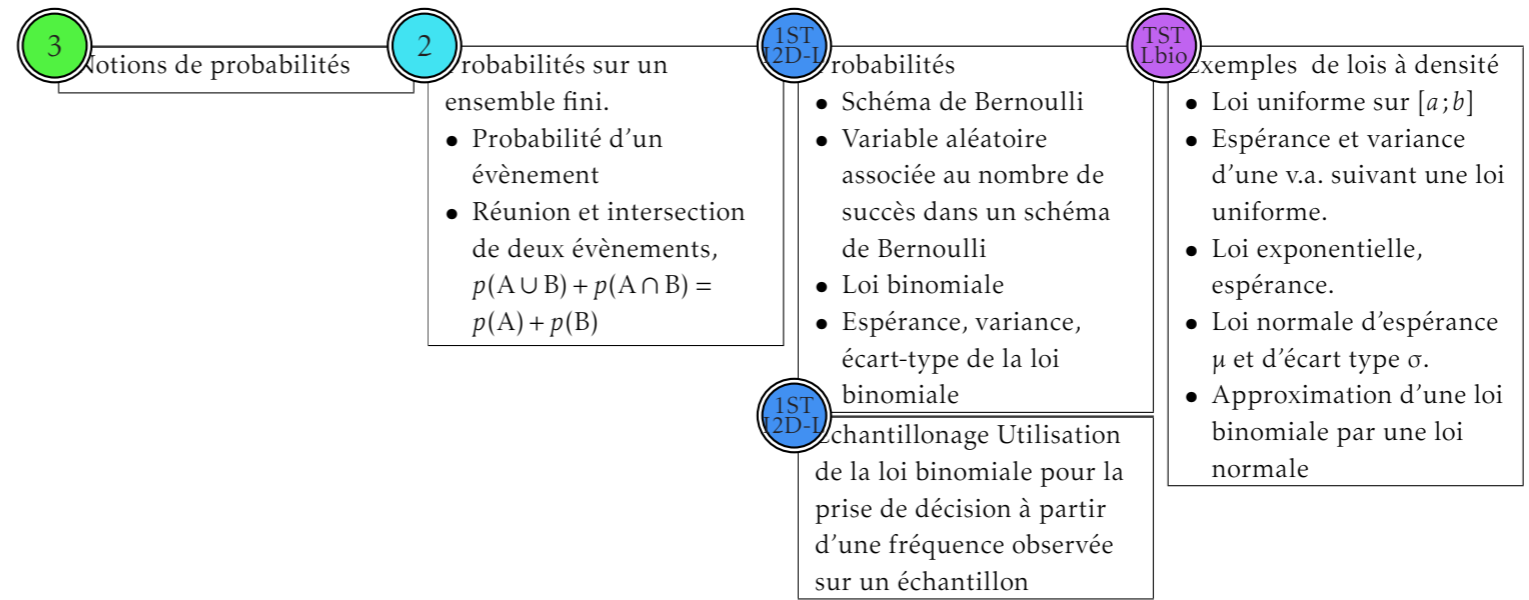 3
Notions de probabilités
2
Probabilités sur un
ensemble fini.
• Probabilité d'un
évènement
• Réunion et intersection
de deux évènements,
p(A ∪ B) + p(A ∩ B) =
p(A) + p(B)
1ST
I2D-L
Probabilités
• Schéma de Bernoulli
• Variable aléatoire
associée au nombre de
succès dans un schéma
de Bernoulli
• Loi binomiale
• Espérance, variance,
écart-type de la loi
binomiale
1ST
I2D-L
Echantillonage Utilisation
de la loi binomiale pour la
prise de décision à partir
d'une fréquence observée
sur un échantillon
TST
Lbio
Exemples de lois à densité
• Loi uniforme sur [a;b]
• Espérance et variance
d'une v.a. suivant une loi
uniforme.
• Loi exponentielle,
espérance.
• Loi normale d'espérance
μ et d'écart type σ.
• Approximation d'une loi
binomiale par une loi
normale